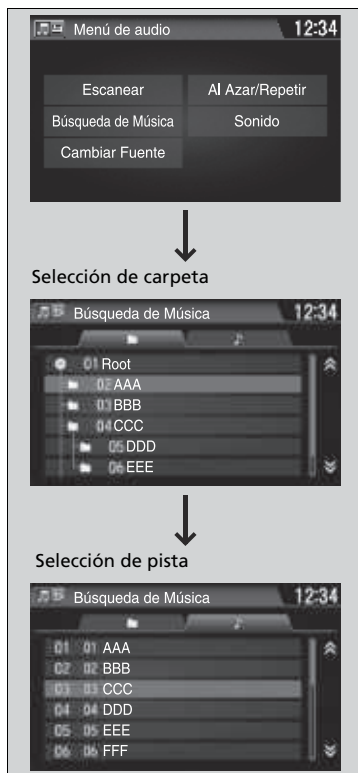 Menú de audio 12:34
Escanear Al Azar/Repetir
Búsqueda de Música Sonido
Cambiar Fuente
Selección de carpeta
Búsqueda de Música 12:34
01 Root
02 AAA
03 BBB
04 CCC
05 DDD
06 EEE
Selección de pista
Búsqueda de Música 12:34
01 01 AAA
02 02 BBB
03 03 CCC
04 04 DDD
05 05 EEE
06 06 FFF